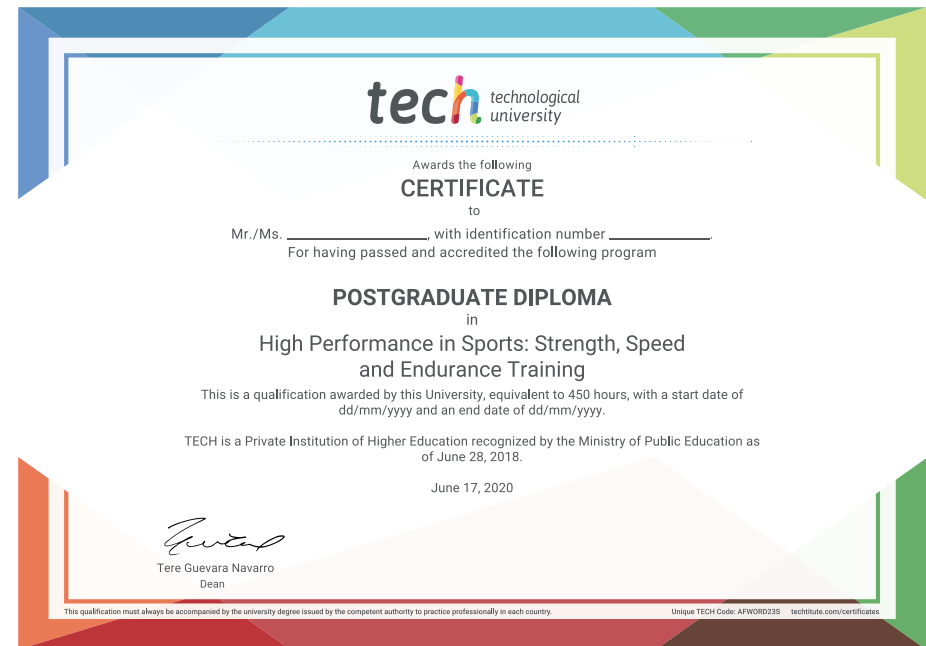 tech technological
university
Awards the following
CERTIFICATE
to
Mr./Ms. ____________________, with identification number ______________.
For having passed and accredited the following program
POSTGRADUATE DIPLOMA
in
High Performance in Sports: Strength, Speed
and Endurance Training
This is a qualification awarded by this University, equivalent to 450 hours, with a start date of
dd/mm/yyyy and an end date of dd/mm/yyyy.
TECH is a Private Institution of Higher Education recognized by the Ministry of Public Education as
of June 28, 2018.
June 17, 2020
Tere Guevara Navarro
Dean
This qualification must always be accompanied by the university degree issued by the competent authority to practice professionally in each country. Unique TECH Code: AFWORD23S techtitute.com/certificates